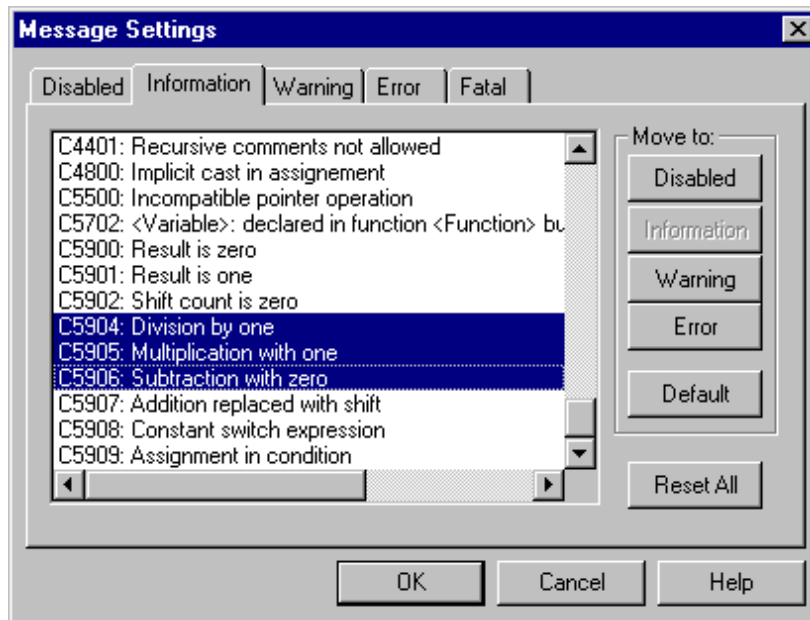 Message Settings
Disabled Information Warning Error Fatal
C4401: Recursive comments not allowed
C4800: Implicit cast in assignement
C5500: Incompatible pointer operation
C5702: <Variable>: declared in function <Function> bu
C5900: Result is zero
C5901: Result is one
C5902: Shift count is zero
C5904: Division by one
C5905: Multiplication with one
C5906: Subtraction with zero
C5907: Addition replaced with shift
C5908: Constant switch expression
C5909: Assignment in condition
Move to:
Disabled
Information
Warning
Error
Default
Reset All
OK Cancel Help